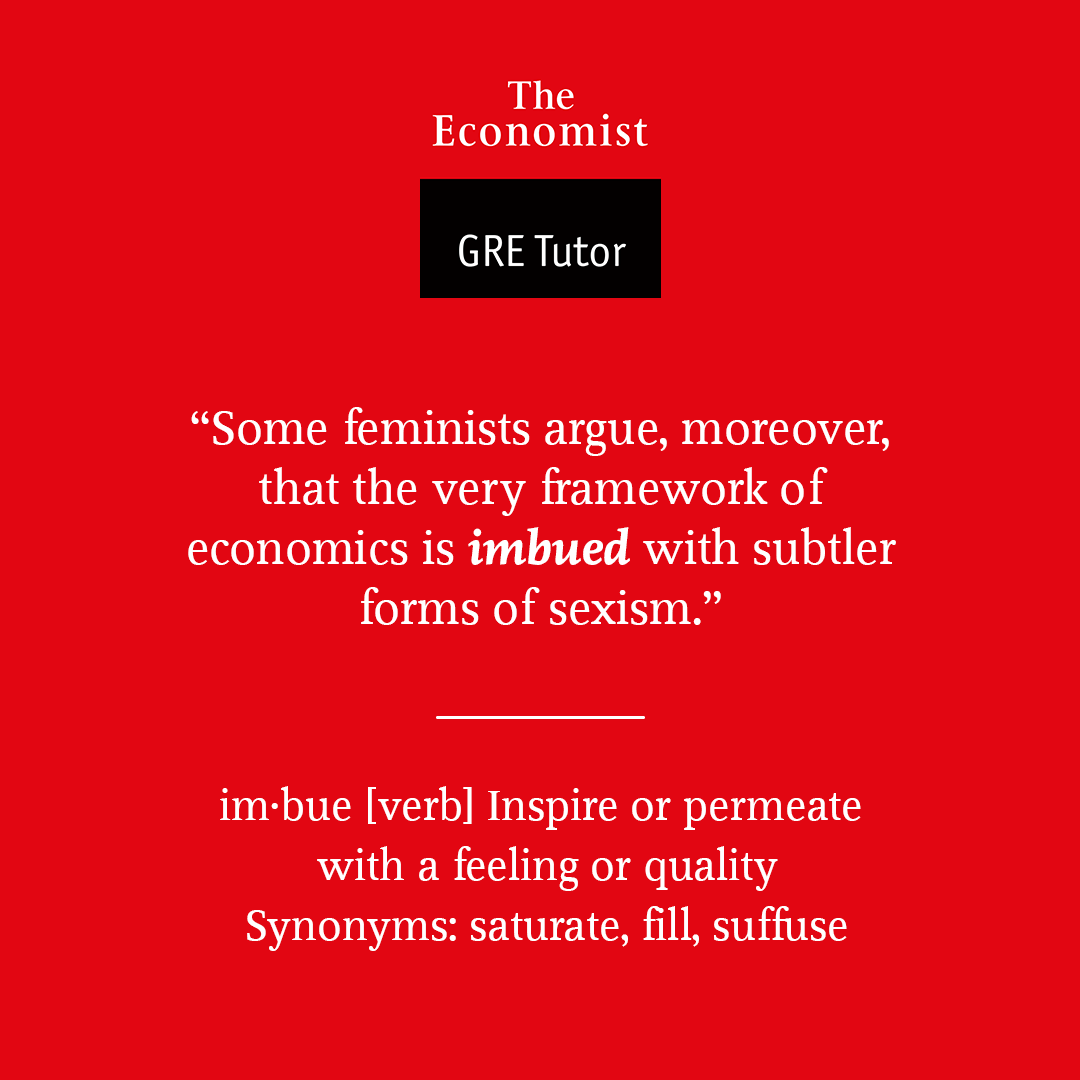 The
Economist
GRE Tutor
“Some feminists argue, moreover,
that the very framework of
economics is imbued with subtler
forms of sexism.”
im·bue [verb] Inspire or permeate
with a feeling or quality
Synonyms: saturate, fill, suffuse